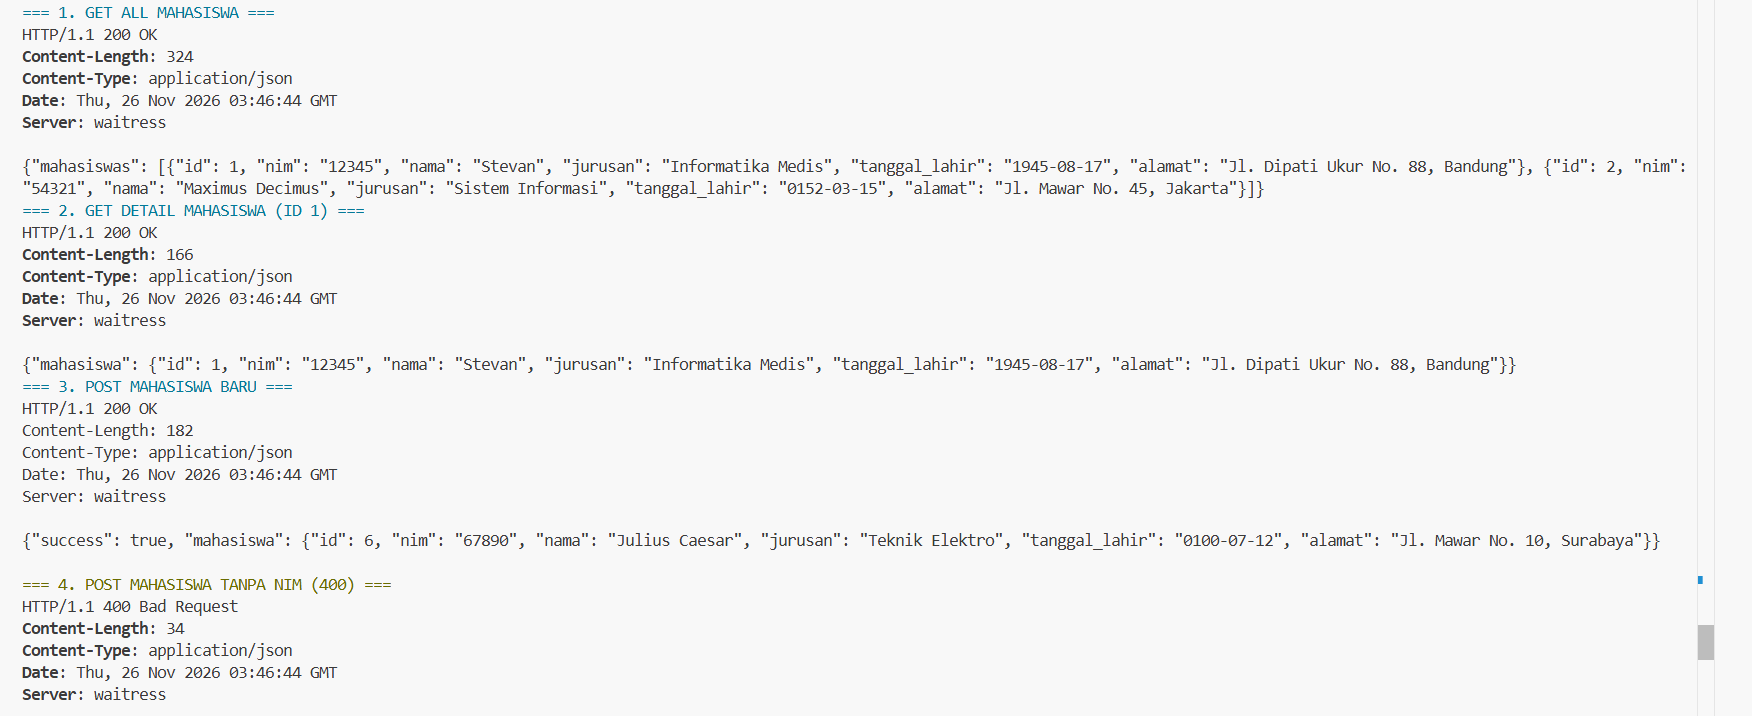 === 1. GET ALL MAHASISWA ===
HTTP/1.1 200 OK
Content-Length: 324
Content-Type: application/json
Date: Thu, 26 Nov 2026 03:46:44 GMT
Server: waitress
{"mahasiswas": [{"id": 1, "nim": "12345", "nama": "Stevan", "jurusan": "Informatika Medis", "tanggal_lahir": "1945-08-17", "alamat": "Jl. Dipati Ukur No. 88, Bandung"}, {"id": 2, "nim":
"54321", "nama": "Maximus Decimus", "jurusan": "Sistem Informasi", "tanggal_lahir": "0152-03-15", "alamat": "Jl. Mawar No. 45, Jakarta"}]}
=== 2. GET DETAIL MAHASISWA (ID 1) ===
HTTP/1.1 200 OK
Content-Length: 166
Content-Type: application/json
Date: Thu, 26 Nov 2026 03:46:44 GMT
Server: waitress
{"mahasiswa": {"id": 1, "nim": "12345", "nama": "Stevan", "jurusan": "Informatika Medis", "tanggal_lahir": "1945-08-17", "alamat": "Jl. Dipati Ukur No. 88, Bandung"}}
=== 3. POST MAHASISWA BARU ===
HTTP/1.1 200 OK
Content-Length: 182
Content-Type: application/json
Date: Thu, 26 Nov 2026 03:46:44 GMT
Server: waitress
{"success": true, "mahasiswa": {"id": 6, "nim": "67890", "nama": "Julius Caesar", "jurusan": "Teknik Elektro", "tanggal_lahir": "0100-07-12", "alamat": "Jl. Mawar No. 10, Surabaya"}}
=== 4. POST MAHASISWA TANPA NIM (400) ===
HTTP/1.1 400 Bad Request
Content-Length: 34
Content-Type: application/json
Date: Thu, 26 Nov 2026 03:46:44 GMT
Server: waitress